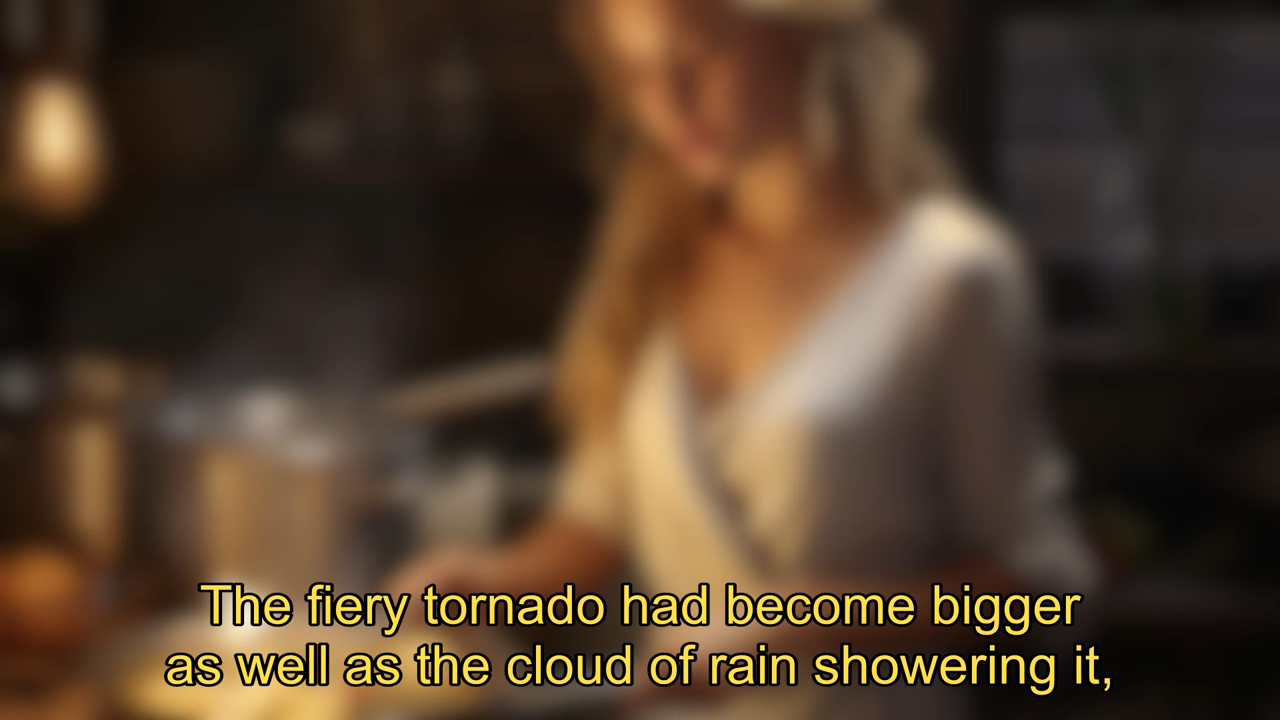 The fiery tornado had become bigger
as well as the cloud of rain showering it,